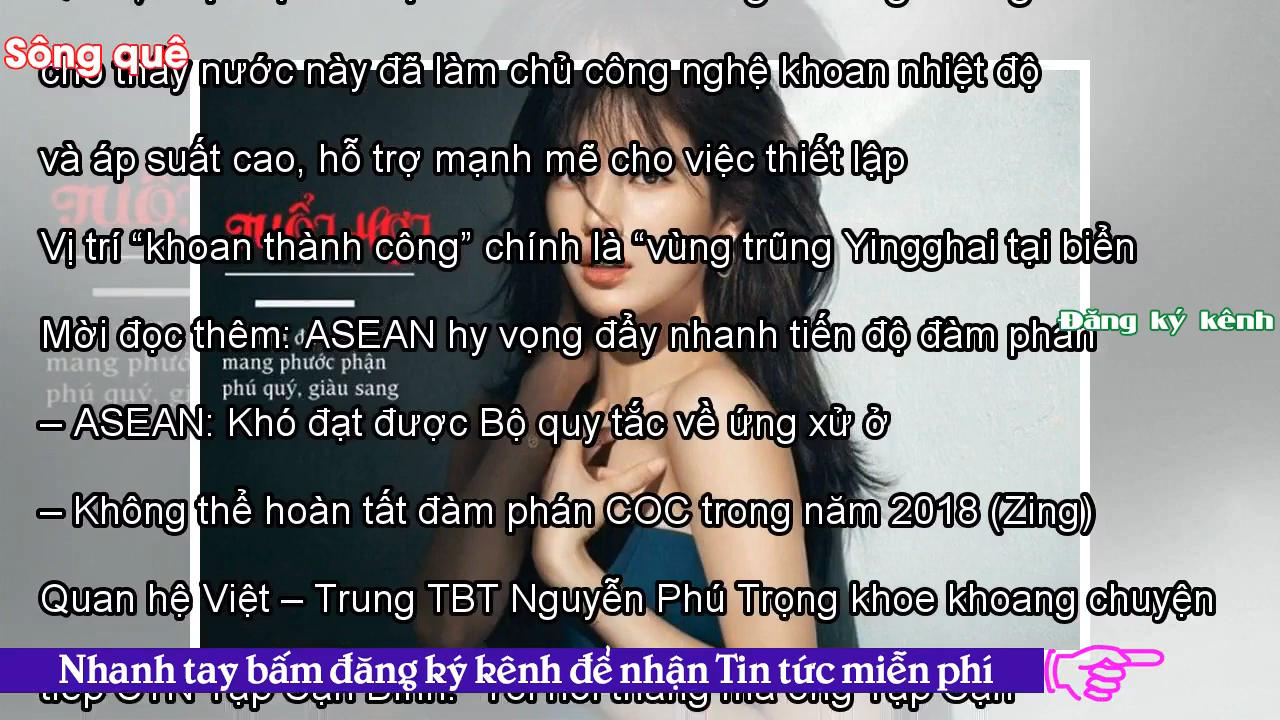 Sông quê
cho thấy nước này đã làm chủ công nghệ khoan nhiệt độ
và áp suất cao, hỗ trợ mạnh mẽ cho việc thiết lập
TUỔI HỢI
Vị trí “khoan thành công” chính là “vùng trũng Yingghai tại biển
Đăng ký kênh
Mời đọc thêm: ASEAN hy vọng đẩy nhanh tiến độ đàm phán
mang phước phận
phú quý, giàu sang
– ASEAN: Khó đạt được Bộ quy tắc về ứng xử ở
– Không thể hoàn tất đàm phán COC trong năm 2018 (Zing)
Quan hệ Việt – Trung TBT Nguyễn Phú Trọng khoe khoang chuyện
Nhanh tay bấm đăng ký kênh để nhận Tin tức miễn phí